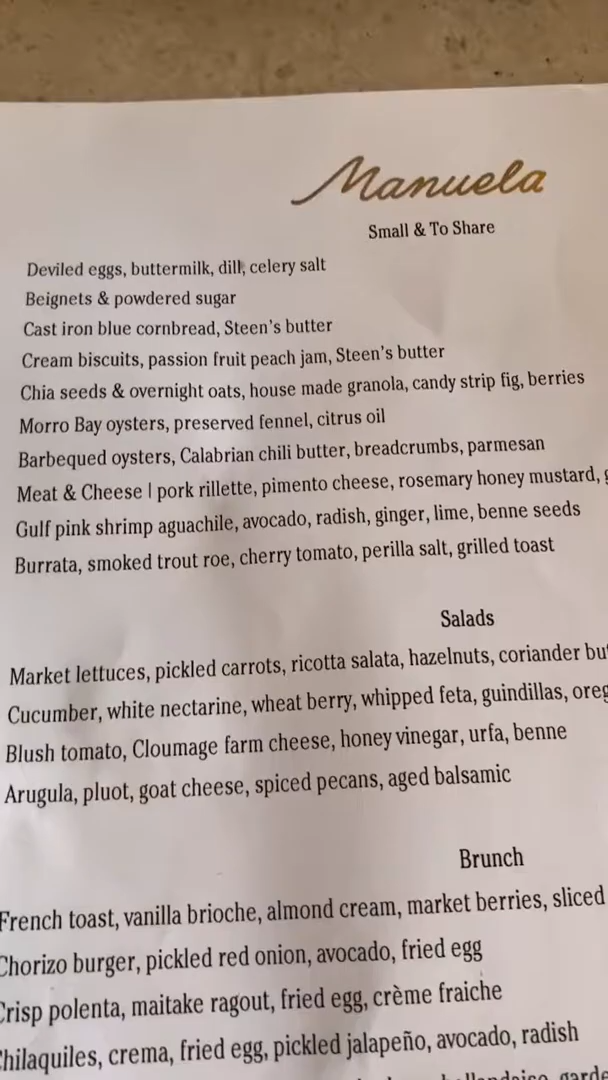 Manuela
Small & To Share
Deviled eggs, buttermilk, dill, celery salt
Beignets & powdered sugar
Cast iron blue cornbread, Steen's butter
Cream biscuits, passion fruit peach jam, Steen's butter
Chia seeds & overnight oats, house made granola, candy strip fig, berries
Morro Bay oysters, preserved fennel, citrus oil
Barbequed oysters, Calabrian chili butter, breadcrumbs, parmesan
Meat & Cheese | pork rillette, pimento cheese, rosemary honey mustard,
Gulf pink shrimp aguachile, avocado, radish, ginger, lime, benne seeds
Burrata, smoked trout roe, cherry tomato, perilla salt, grilled toast
Salads
Market lettuces, pickled carrots, ricotta salata, hazelnuts, coriander
Cucumber, white nectarine, wheat berry, whipped feta, guindillas,
Blush tomato, Cloumage farm cheese, honey vinegar, urfa, benne
Arugula, pluot, goat cheese, spiced pecans, aged balsamic
Brunch
French toast, vanilla brioche, almond cream, market berries, sliced
Chorizo burger, pickled red onion, avocado, fried egg
Crisp polenta, maitake ragout, fried egg, crème fraiche
Chilaquiles, crema, fried egg, pickled jalapeño, avocado, radish